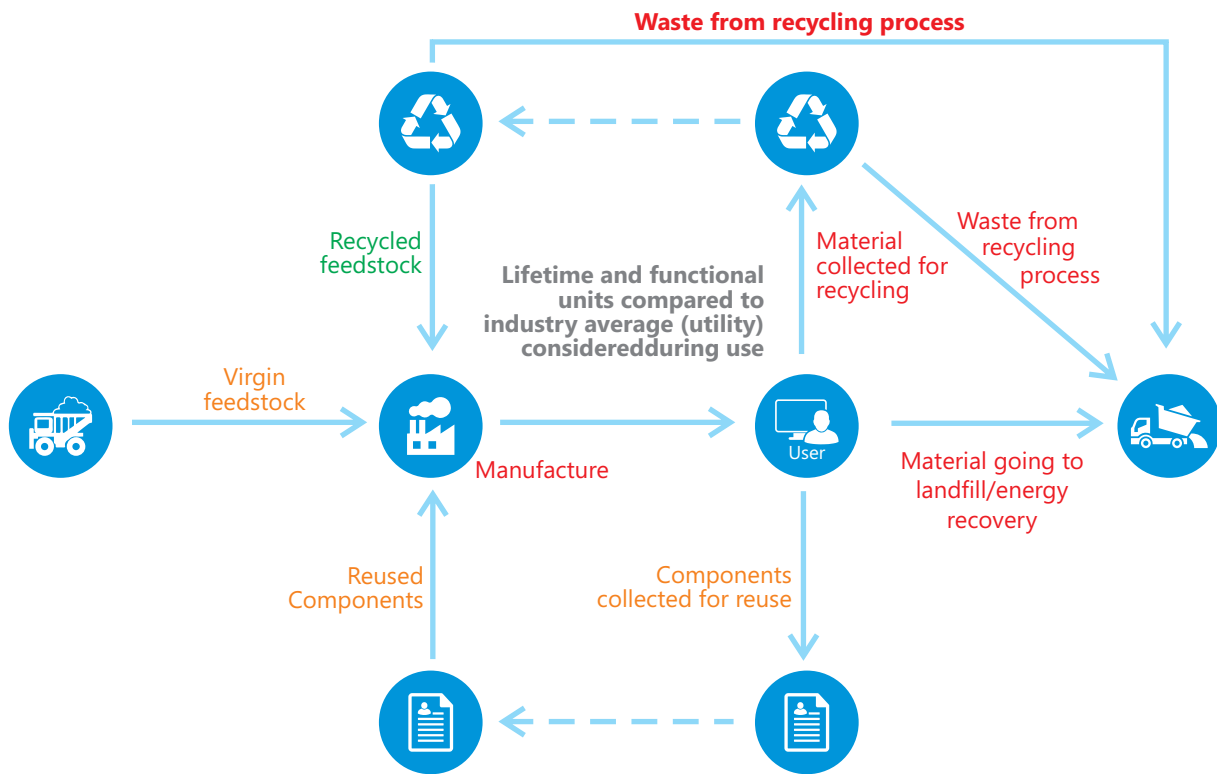 Waste from recycling process
Recycled
feedstock
Lifetime and functional
units compared to
industry average (utility)
consideredduring use
Material
collected for
recycling
Waste from
recycling
process
Virgin
feedstock
Manufacture
User
Material going to
landfill/energy
recovery
Reused
Components
Components
collected for reuse